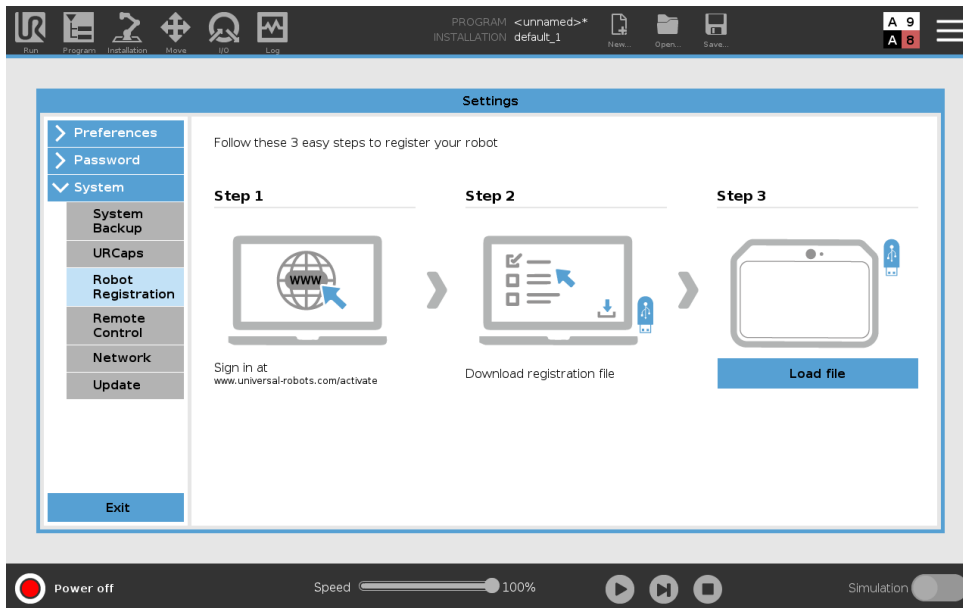 UR
PROGRAM <unnamed>*
INSTALLATION default_1
A 9
A 8
Run
Program
Installation
Move
I/O
Log
New...
Open...
Save...
Settings
Preferences
Password
System
System
Backup
URCaps
Robot
Registration
Remote
Control
Network
Update
Exit
Follow these 3 easy steps to register your robot
Step 1
www
Sign in at
www.universal-robots.com/activate
Step 2
Download registration file
Step 3
Load file
Power off
Speed
100%
Simulation